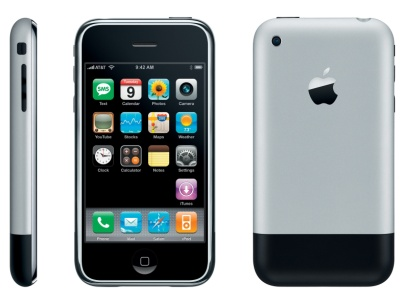 AT&T 9:42 AM
SMS 9 73°
Text Calendar Photos Camera
YouTube Stocks Maps Weather
Clock Calculator Notes Settings
iTunes
Phone Mail Safari iPod